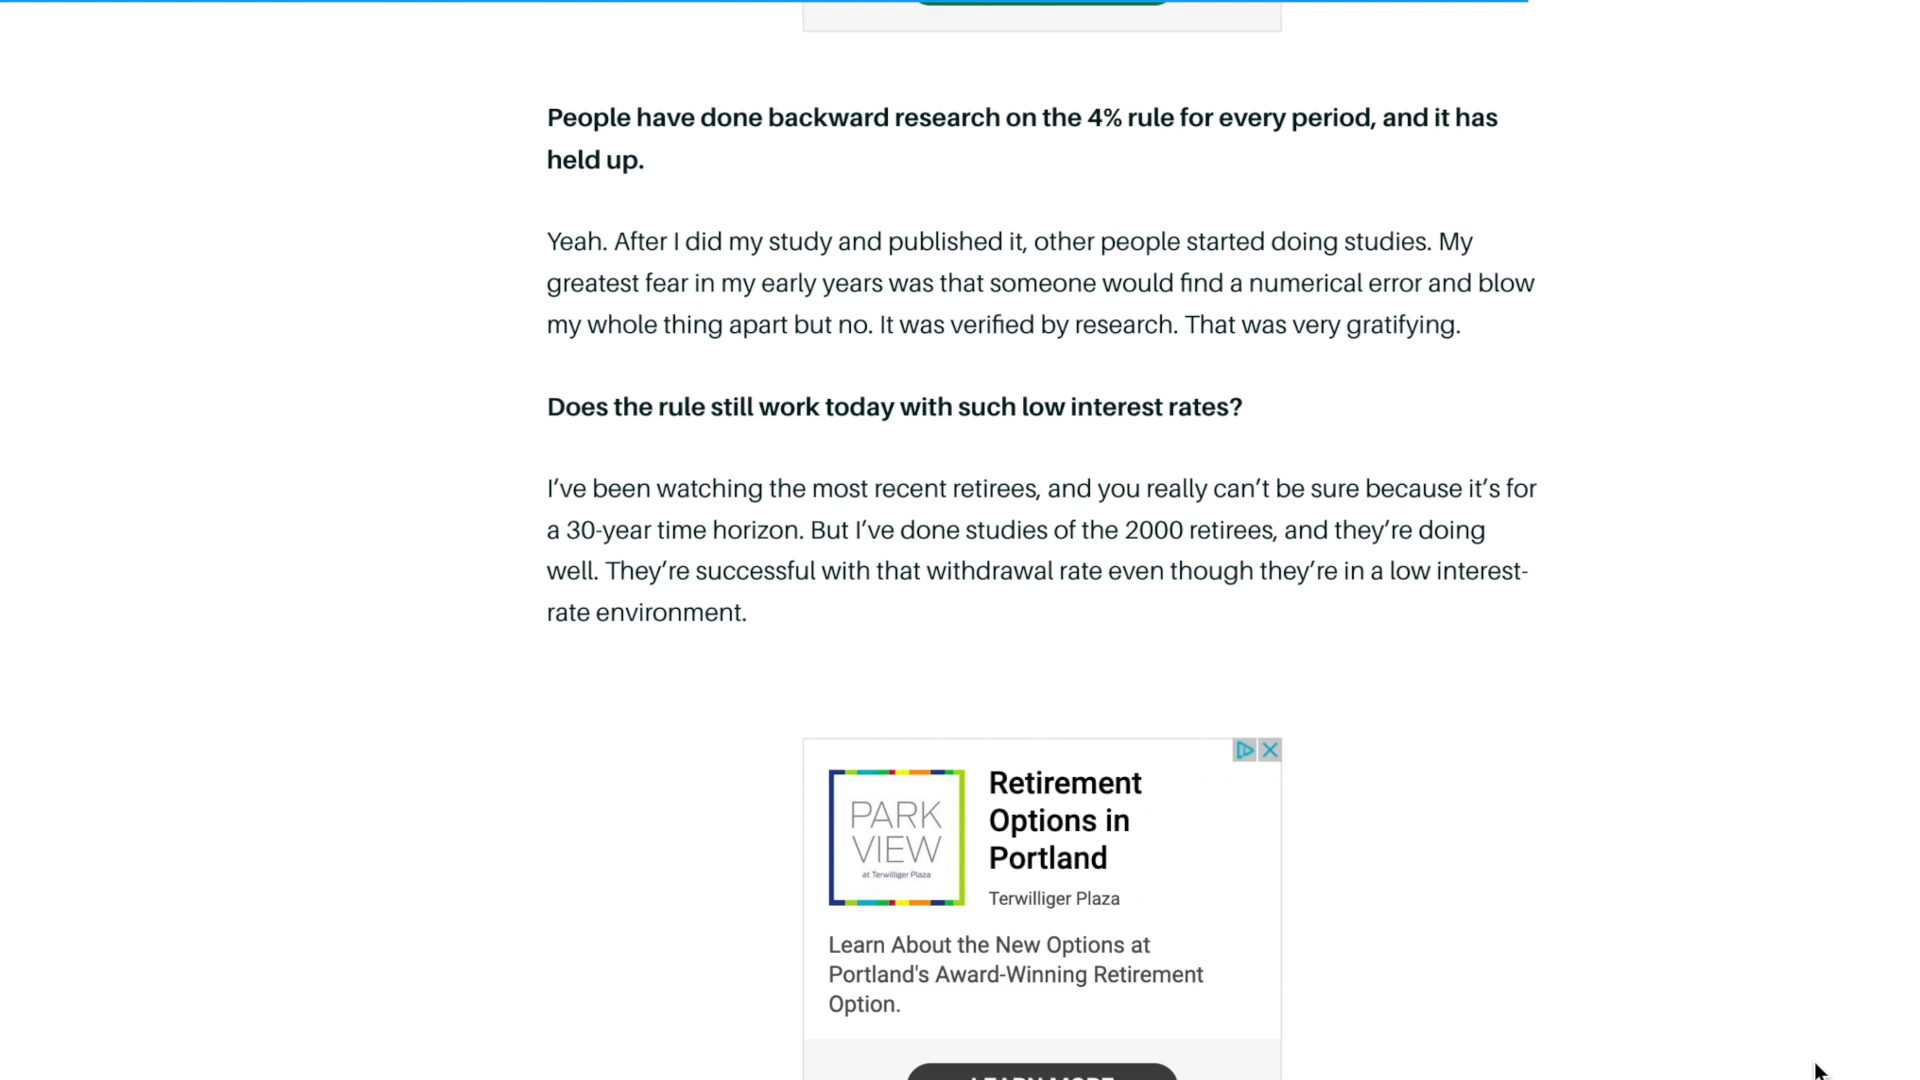 People have done backward research on the 4% rule for every period, and it has
held up.
Yeah. After I did my study and published it, other people started doing studies. My
greatest fear in my early years was that someone would find a numerical error and blow
my whole thing apart but no. It was verified by research. That was very gratifying.
Does the rule still work today with such low interest rates?
I’ve been watching the most recent retirees, and you really can’t be sure because it’s for
a 30-year time horizon. But I’ve done studies of the 2000 retirees, and they’re doing
well. They’re successful with that withdrawal rate even though they’re in a low interest-
rate environment.
PARK
VIEW
at Terwilliger Plaza
Retirement
Options in
Portland
Terwilliger Plaza
Learn About the New Options at
Portland's Award-Winning Retirement
Option.
LEARN MORE